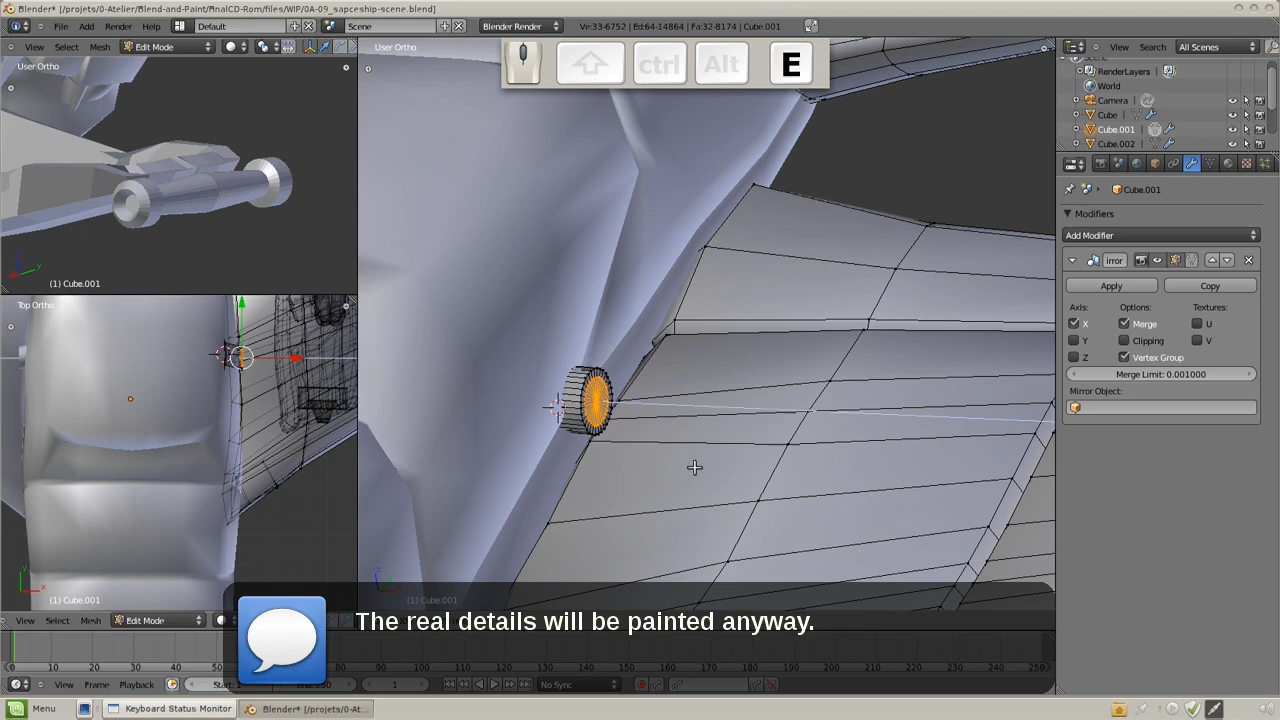 Blender* [/projets/0-Atelier/Blend-and-Paint/finalCD-Rom/files/WIP/0A-09_sapceship-scene.blend]
File Add Render Help Default Scene Blender Render Ve:33-6752 | Ed:64-14864 | Fa:32-8174 | Cube.001
View Select Mesh Edit Mode
View Search All Scenes
User Ortho
User Ortho
ctrl Alt E
RenderLayers
World
Camera
Cube
Cube.001
Cube.002
Cube.001
Modifiers
Add Modifier
irror
Apply Copy
Axis: Options: Textures:
X Merge U
Y Clipping V
Z Vertex Group
Merge Limit: 0.001000
Mirror Object:
(1) Cube.001
Top Ortho
(1) Cube.001
(1) Cube.001
View Select Mesh Edit Mode
The real details will be painted anyway.
0 10 20 30 40 50 80 90 100 110 120 130 140 150 160 170 180 190 200 210 220 230 240 250
View Frame Playback Start: 1 End: 250 1 No Sync
Menu Keyboard Status Monitor Blender* [/projets/0-At...